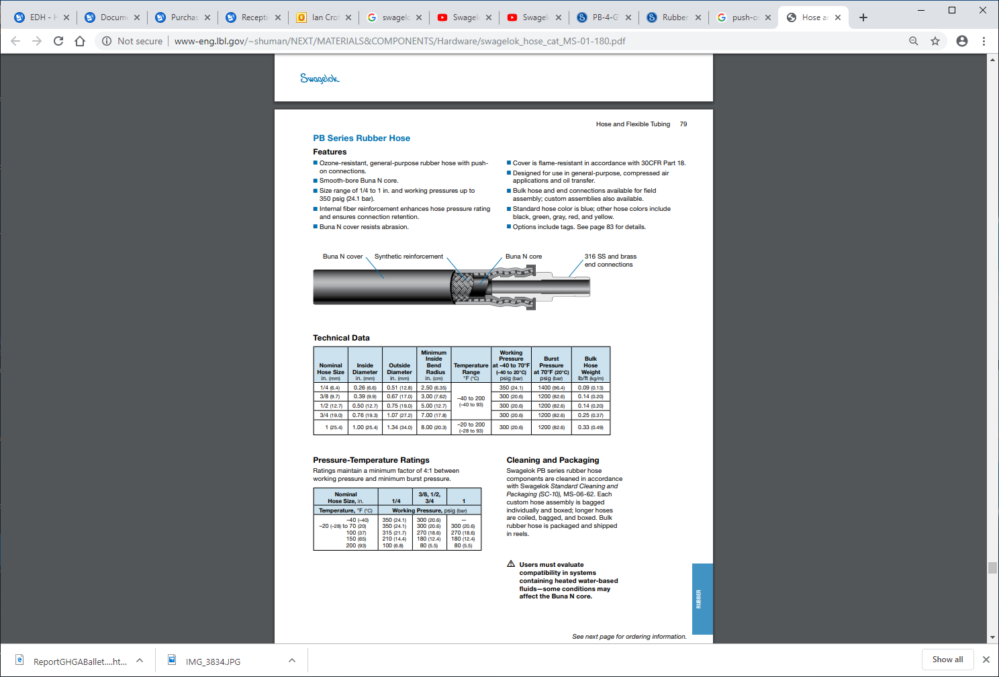 EDH - H
Docume
Purchas
Recepti
Ian Crot
swagelo
Swagel
Swagel
PB-4-G
Rubber
push-o
Hose an
Not secure
www-eng.lbl.gov/~shuman/NEXT/MATERIALS&COMPONENTS/Hardware/swagelok_hose_cat_MS-01-180.pdf
Swagelok
Hose and Flexible Tubing 79
PB Series Rubber Hose
Features
Ozone-resistant, general-purpose rubber hose with push-
on connections.
Smooth-bore Buna N core.
Size range of 1/4 to 1 in. and working pressures up to
350 psig (24.1 bar).
Internal fiber reinforcement enhances hose pressure rating
and ensures connection retention.
Buna N cover resists abrasion.
Cover is flame-resistant in accordance with 30CFR Part 18.
Designed for use in general-purpose, compressed air
applications and oil transfer.
Bulk hose and end connections available for field
assembly; custom assemblies also available.
Standard hose color is blue; other hose colors include
black, green, gray, red, and yellow.
Options include tags. See page 83 for details.
Buna N cover
Synthetic reinforcement
Buna N core
316 SS and brass
end connections
Technical Data
Nominal Hose Size in. (mm) Inside Diameter in. (mm) Outside Diameter in. (mm) Minimum Inside Bend Radius in. (cm) Temperature Range °F (°C) Working Pressure at –40 to 70°F (–40 to 20°C) psig (bar) Burst Pressure at 70°F (20°C) psig (bar) Bulk Hose Weight lb/ft (kg/m)
1/4 (6.4) 0.26 (6.6) 0.51 (12.8) 2.50 (6.35) –40 to 200 (–40 to 93) 350 (24.1) 1400 (96.4) 0.09 (0.13)
3/8 (9.7) 0.39 (9.9) 0.67 (17.0) 3.00 (7.62) 300 (20.6) 1200 (82.6) 0.14 (0.20)
1/2 (12.7) 0.50 (12.7) 0.75 (19.0) 5.00 (12.7) 300 (20.6) 1200 (82.6) 0.14 (0.20)
3/4 (19.0) 0.76 (19.3) 1.07 (27.2) 7.00 (17.8) 300 (20.6) 1200 (82.6) 0.25 (0.37)
1 (25.4) 1.00 (25.4) 1.34 (34.0) 8.00 (20.3) –20 to 200 (–28 to 93) 300 (20.6) 1200 (82.6) 0.33 (0.49)
Pressure-Temperature Ratings
Ratings maintain a minimum factor of 4:1 between
working pressure and minimum burst pressure.
Nominal Hose Size, in. 1/4 3/8, 1/2, 3/4 1
Temperature, °F (°C) Working Pressure, psig (bar)
–40 (–40) 350 (24.1) 300 (20.6) —
–20 (–28) to 70 (20) 350 (24.1) 300 (20.6) 300 (20.6)
100 (37) 315 (21.7) 270 (18.6) 270 (18.6)
150 (65) 210 (14.4) 180 (12.4) 180 (12.4)
200 (93) 100 (6.8) 80 (5.5) 80 (5.5)
Cleaning and Packaging
Swagelok PB series rubber hose
components are cleaned in accordance
with Swagelok Standard Cleaning and
Packaging (SC-10), MS-06-62. Each
custom hose assembly is bagged
individually and boxed; longer hoses
are coiled, bagged, and boxed. Bulk
rubber hose is packaged and shipped
in reels.
Users must evaluate
compatibility in systems
containing heated water-based
fluids—some conditions may
affect the Buna N core.
RUBBER
See next page for ordering information.
ReportGHGABallet....ht...
IMG_3834.JPG
Show all